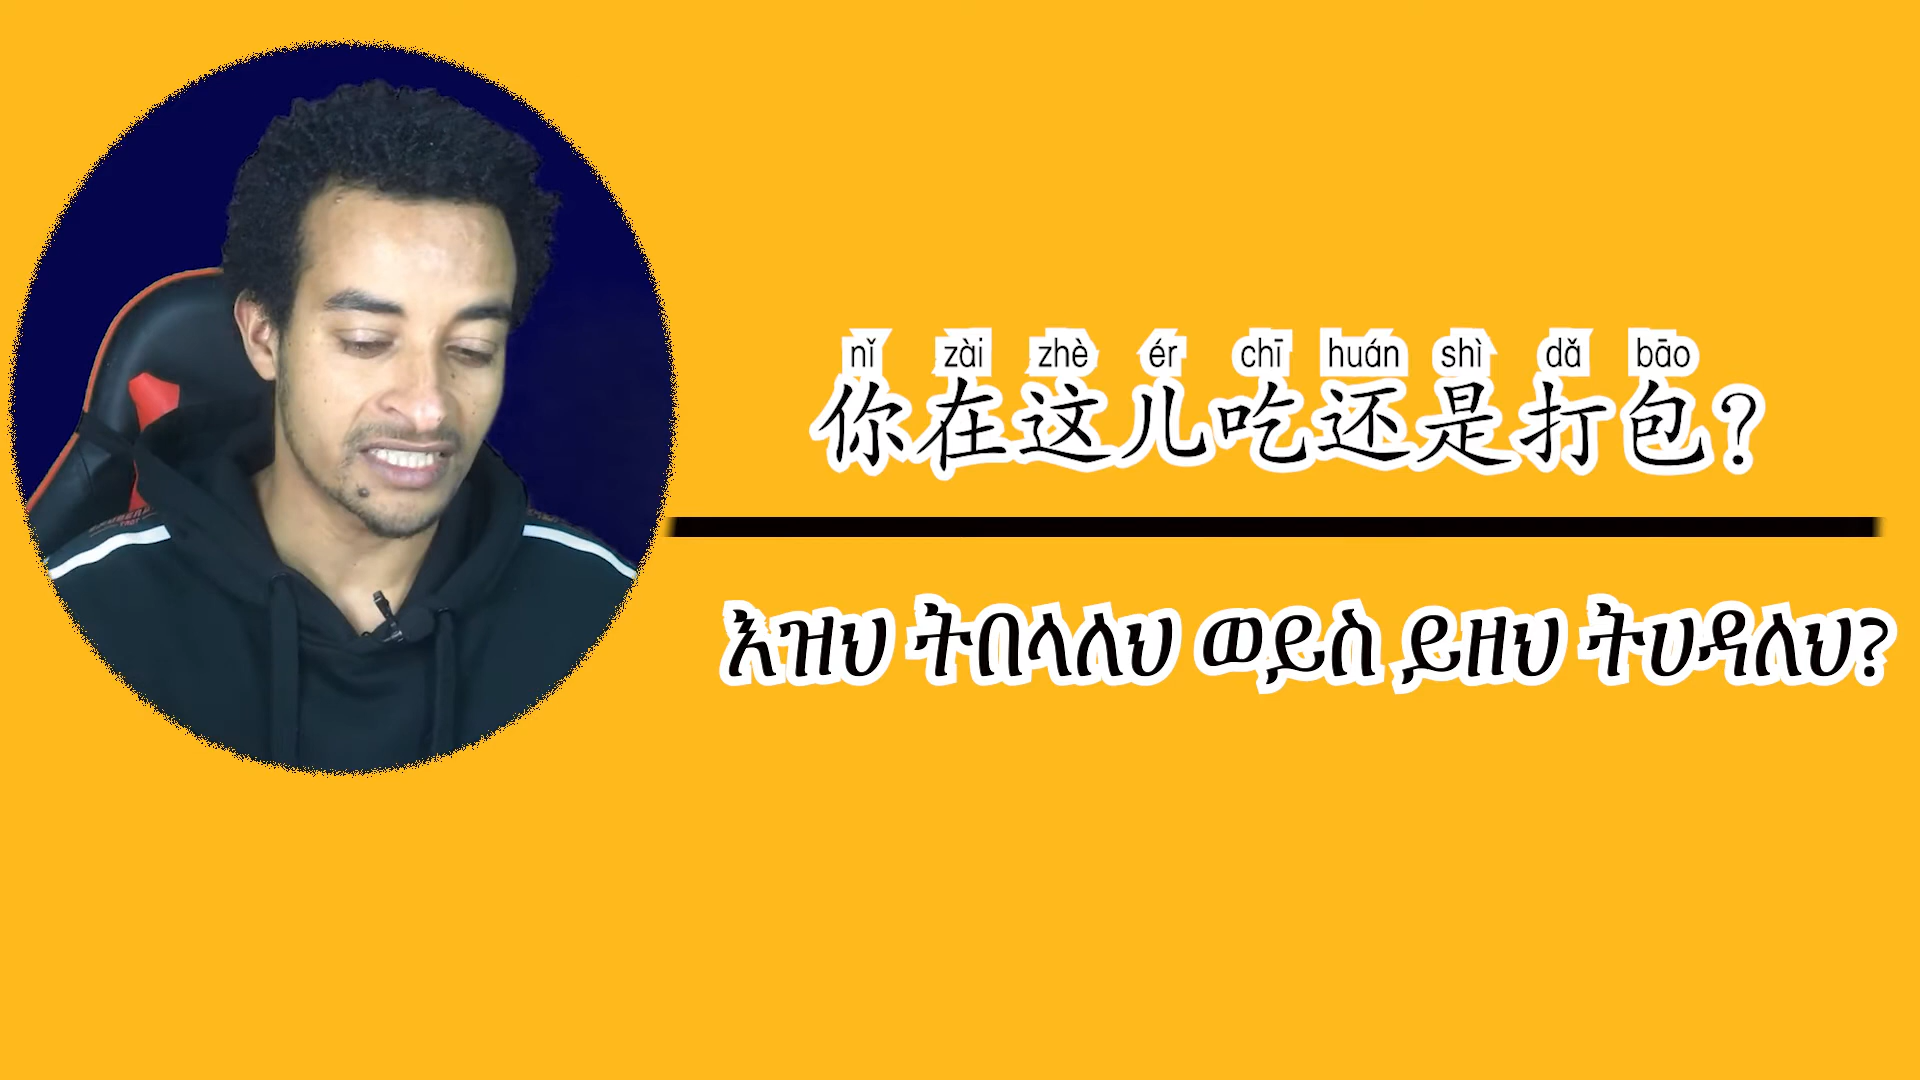 nǐ zài zhè ér chī huán shì dǎ bāo
你在这儿吃还是打包?
እዝህ ትበላለህ ወይስ ይዘህ ትሀዳለህ?